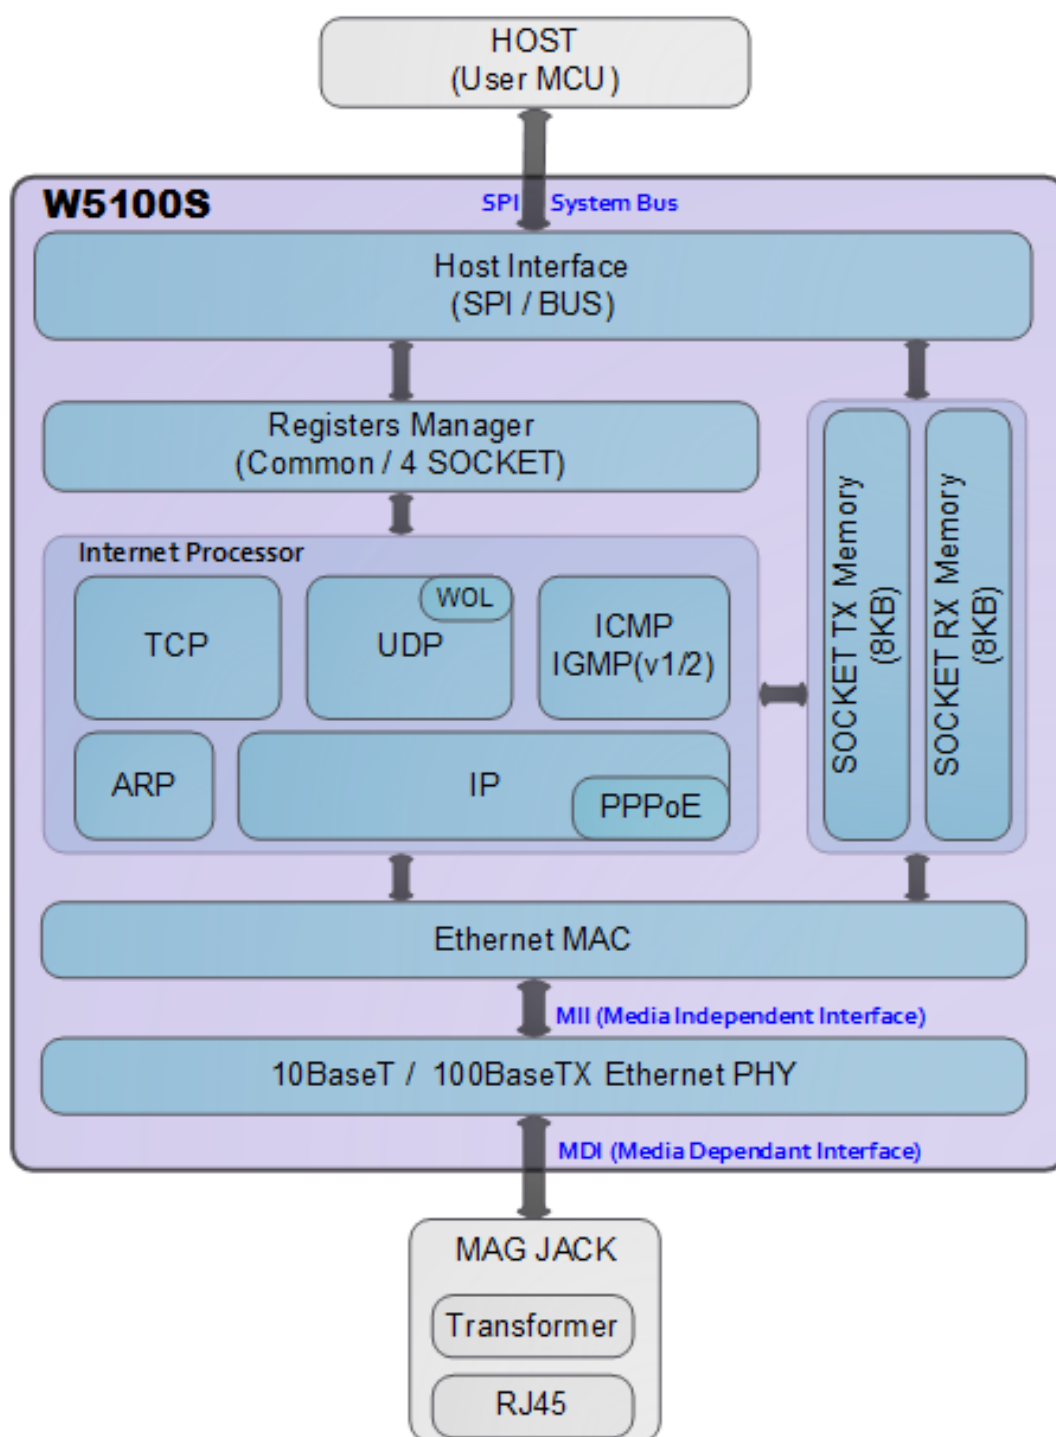 HOST
(User MCU)
W5100S
SPI System Bus
Host Interface
(SPI / BUS)
Registers Manager
(Common / 4 SOCKET)
Internet Processor
TCP
UDP
WOL
ICMP
IGMP(v1/2)
ARP
IP
PPPoE
SOCKET TX Memory
(8KB)
SOCKET RX Memory
(8KB)
Ethernet MAC
MII (Media Independent Interface)
10BaseT / 100BaseTX Ethernet PHY
MDI (Media Dependant Interface)
MAG JACK
Transformer
RJ45